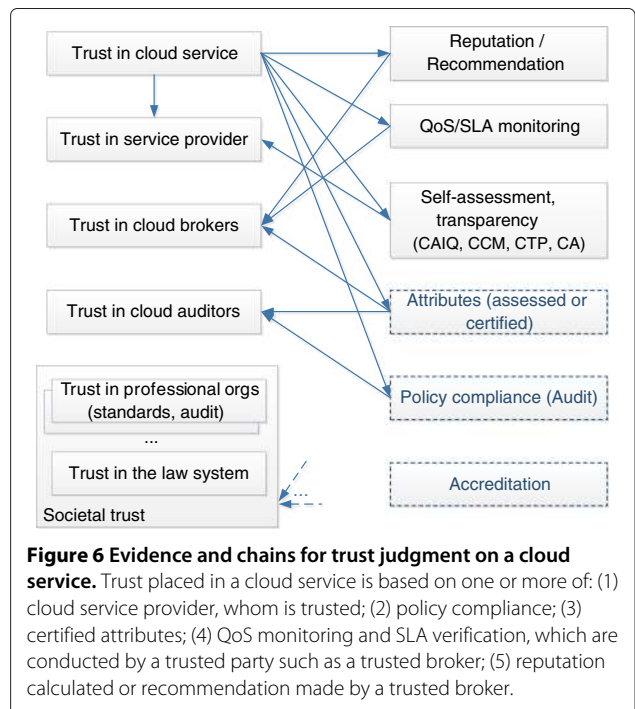 Trust in cloud service
Trust in service provider
Trust in cloud brokers
Trust in cloud auditors
Trust in professional orgs
(standards, audit)
...
Trust in the law system
Societal trust
...
Reputation /
Recommendation
QoS/SLA monitoring
Self-assessment,
transparency
(CAIQ, CCM, CTP, CA)
Attributes (assessed or
certified)
Policy compliance (Audit)
Accreditation
Figure 6 Evidence and chains for trust judgment on a cloud
service. Trust placed in a cloud service is based on one or more of: (1)
cloud service provider, whom is trusted; (2) policy compliance; (3)
certified attributes; (4) QoS monitoring and SLA verification, which are
conducted by a trusted party such as a trusted broker; (5) reputation
calculated or recommendation made by a trusted broker.